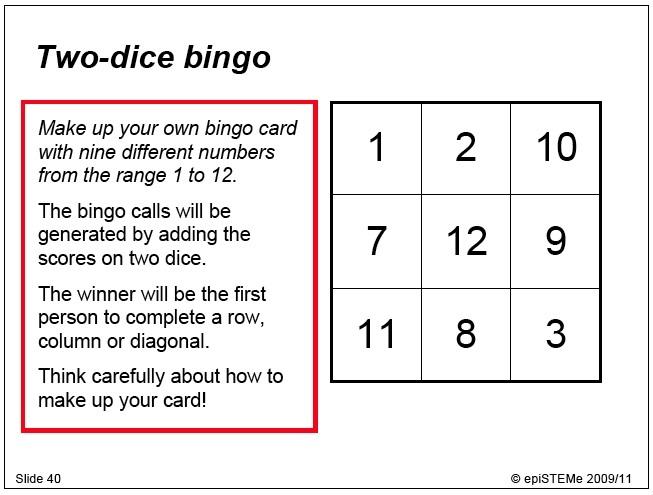 Two-dice bingo
Make up your own bingo card
with nine different numbers
from the range 1 to 12.
The bingo calls will be
generated by adding the
scores on two dice.
The winner will be the first
person to complete a row,
column or diagonal.
Think carefully about how to
make up your card!
1 2 10
7 12 9
11 8 3
Slide 40
© epiSTEMe 2009/11